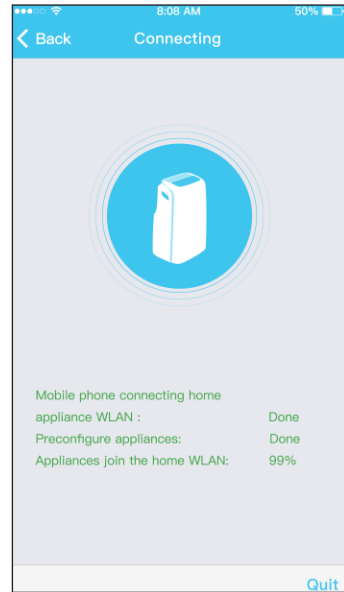 8:08 AM 50%
Back Connecting
Mobile phone connecting home
appliance WLAN : Done
Preconfigure appliances: Done
Appliances join the home WLAN: 99%
Quit